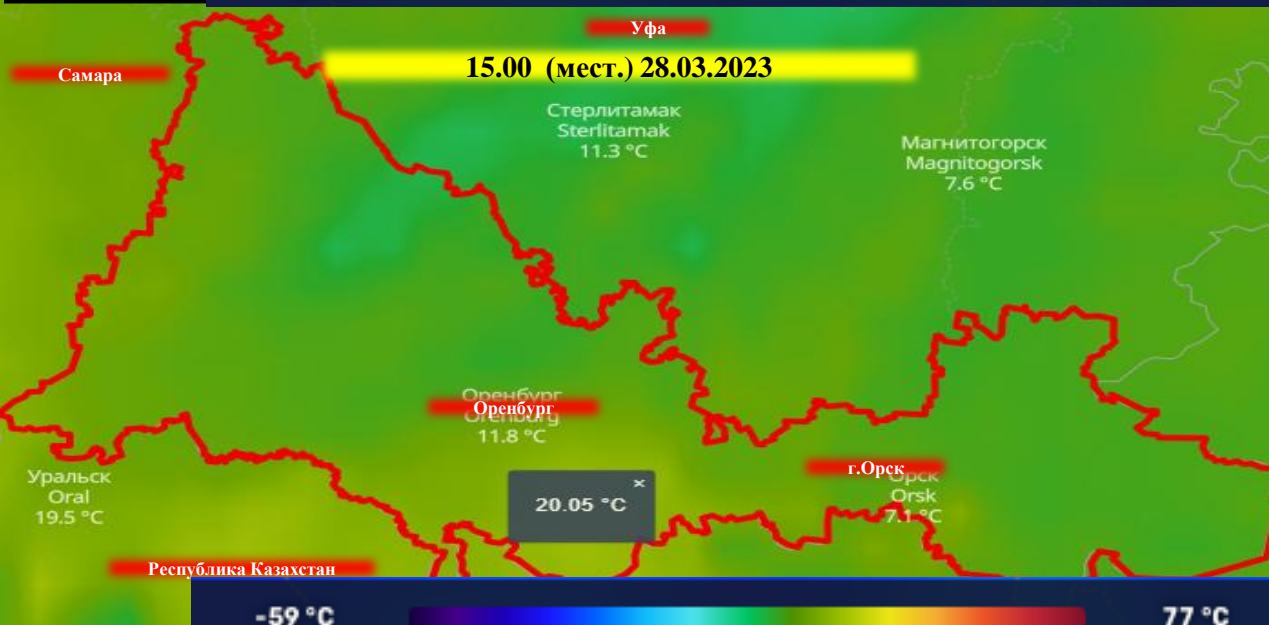 Уфа
Самара
15.00 (мест.) 28.03.2023
Стерлитамак
Sterlitamak
11.3 °C
Магнитогорск
Magnitogorsk
7.6 °C
Оренбург
Оренбург
Orenburg
11.8 °C
г.Орск
Орск
Orsk
7.1 °C
Уральск
Oral
19.5 °C
20.05 °C
×
Республика Казахстан
-59 °C
77 °C